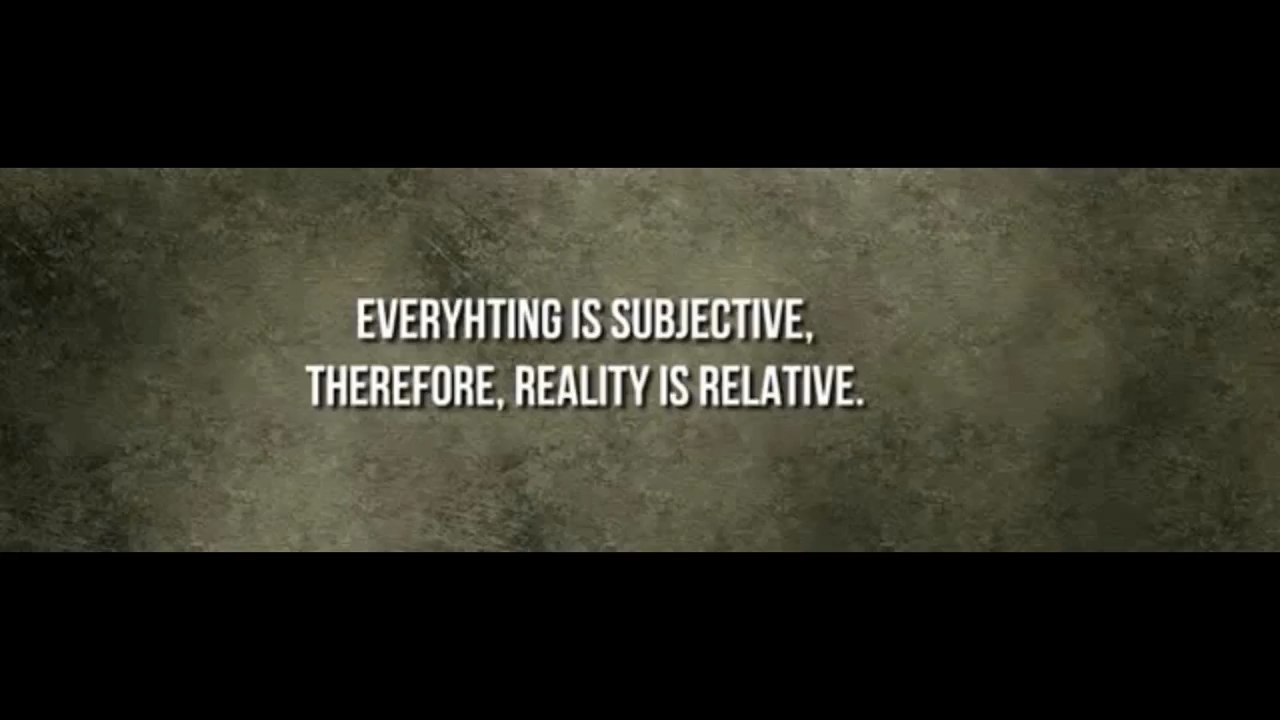 EVERYHTING IS SUBJECTIVE,
THEREFORE, REALITY IS RELATIVE.